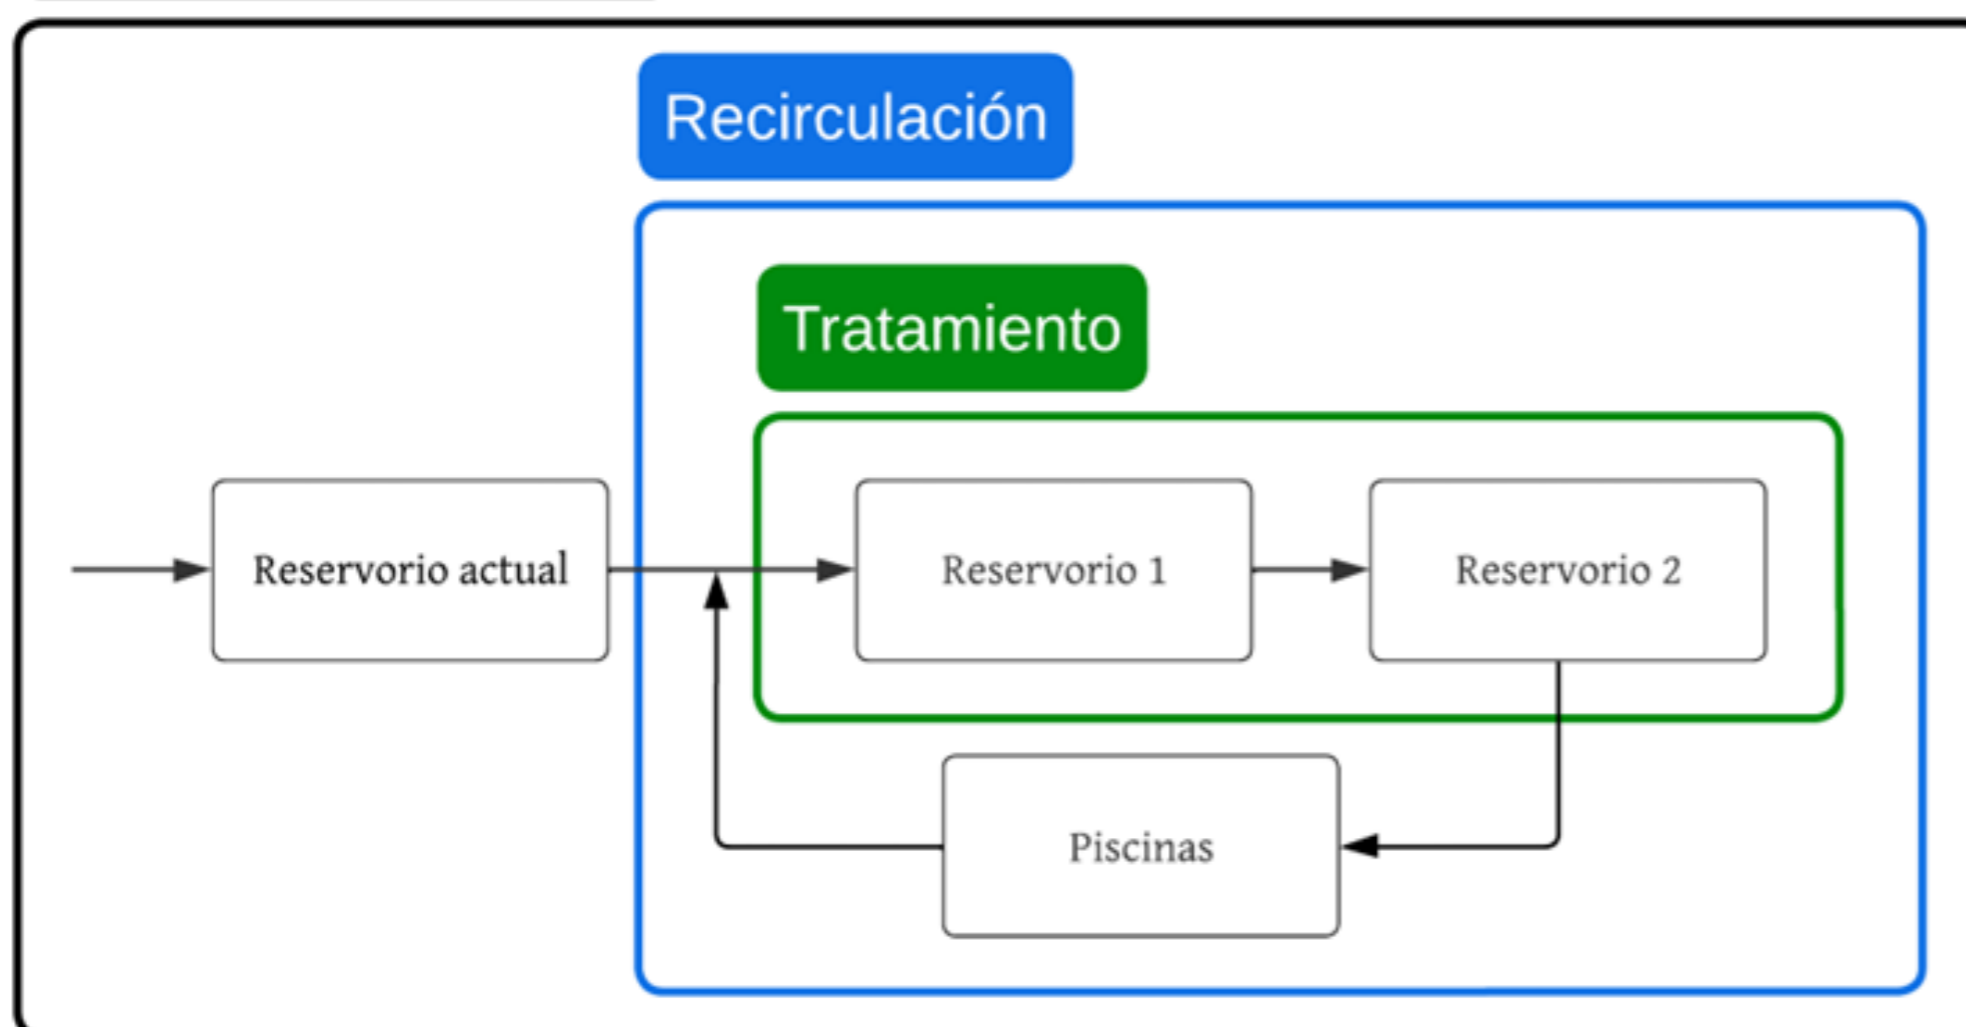 Recirculación
Tratamiento
Reservorio actual
Reservorio 1
Reservorio 2
Piscinas